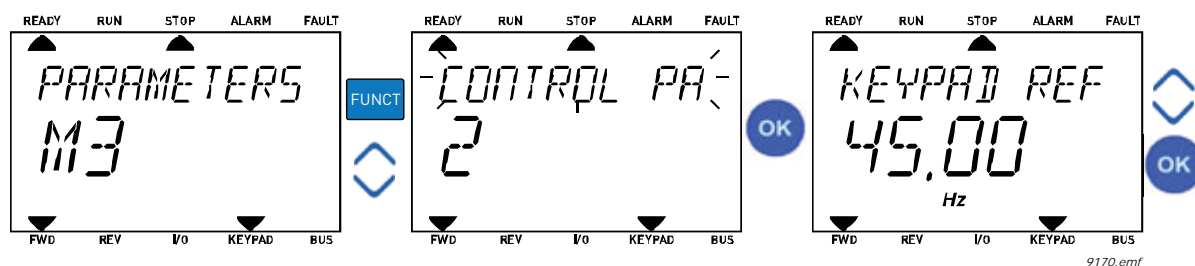 READY RUN STOP ALARM FAULT
PARAMETERS
M3
FWD REV I/O KEYPAD BUS
FUNCT
READY RUN STOP ALARM FAULT
CONTROL PA
2
FWD REV I/O KEYPAD BUS
OK
READY RUN STOP ALARM FAULT
KEYPAD REF
45.00
Hz
FWD REV I/O KEYPAD BUS
OK
9170.emf